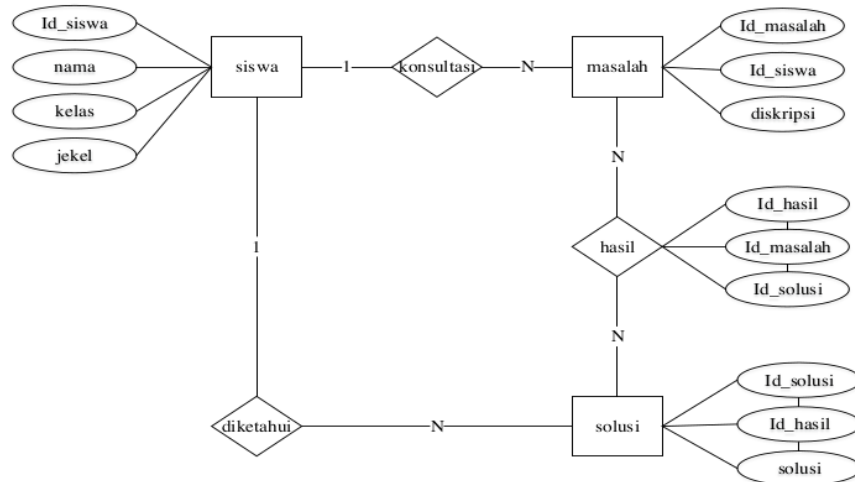 Id_siswa
nama
kelas
jekel
siswa
1
konsultasi
N
masalah
Id_masalah
Id_siswa
diskripsi
N
hasil
Id_hasil
Id_masalah
Id_solusi
N
1
diketahui
N
solusi
Id_solusi
Id_hasil
solusi